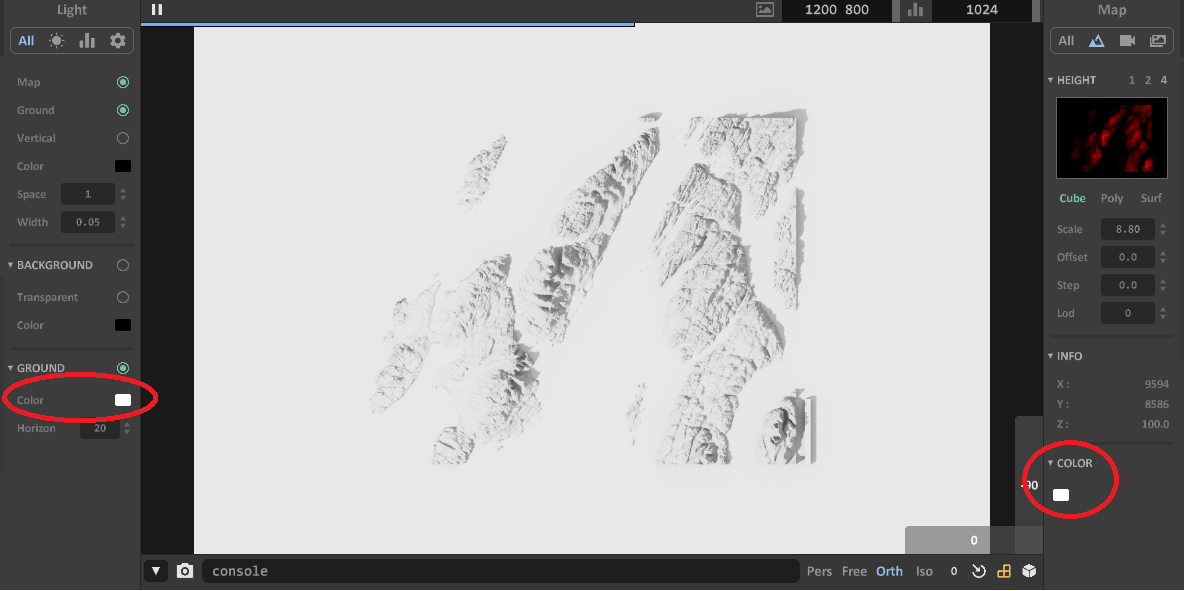 Light
All
Map
Ground
Vertical
Color
Space 1
Width 0.05
BACKGROUND
Transparent
Color
GROUND
Color
Horizon 20
1200 800
1024
-90
0
console
Pers Free Orth Iso 0
Map
All
HEIGHT 1 2 4
Cube Poly Surf
Scale 8.80
Offset 0.0
Step 0.0
Lod 0
INFO
X: 9594
Y: 8586
Z: 100.0
COLOR